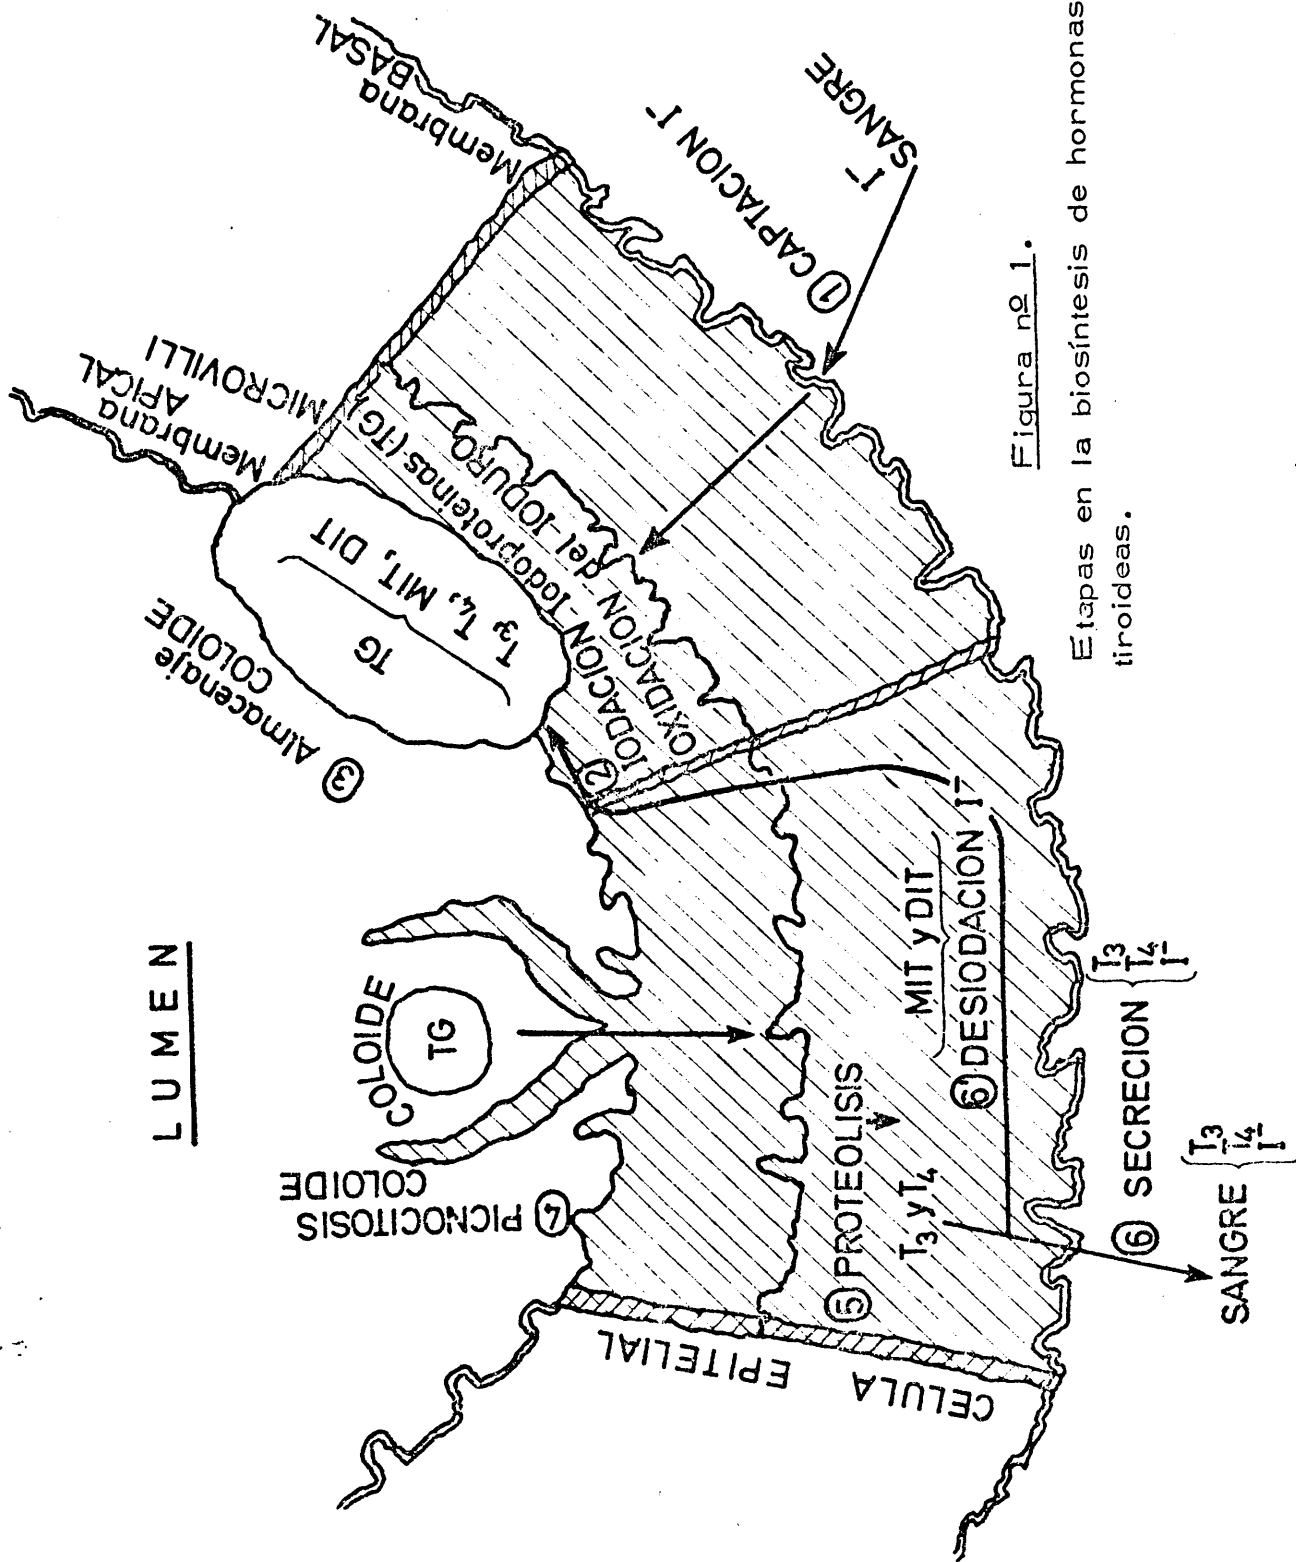 LUMEN
COLOIDE
TG
④ PICNOCITOSIS
COLOIDE
③ Almacenaje
COLOIDE
TG
T3, T4, MIT, DIT
Membrana
APICAL
MICROVILLI
Membrana
BASAL
② IODACION Iodoproteinas (TG)
OXIDACION del IODURO
① CAPTACION I⁻
I⁻
SANGRE
CELULA EPITELIAL
⑤ PROTEOLISIS
T3 y T4
MIT y DIT
⑥' DESIODACION I⁻
⑥ SECRECION
T3
T4
I⁻
SANGRE
T3
T4
I⁻
Figura nº 1.
Etapas en la biosíntesis de hormonas
tiroideas.